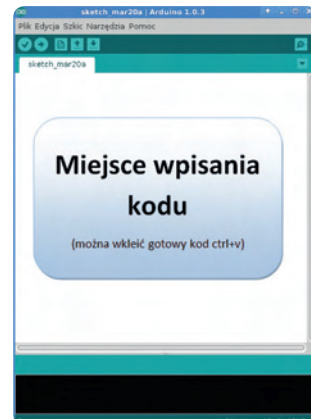 sketch_mar20a | Arduino 1.0.3
Plik Edycja Szkic Narzędzia Pomoc
sketch_mar20a
Miejsce wpisania
kodu
(można wkleić gotowy kod ctrl+v)